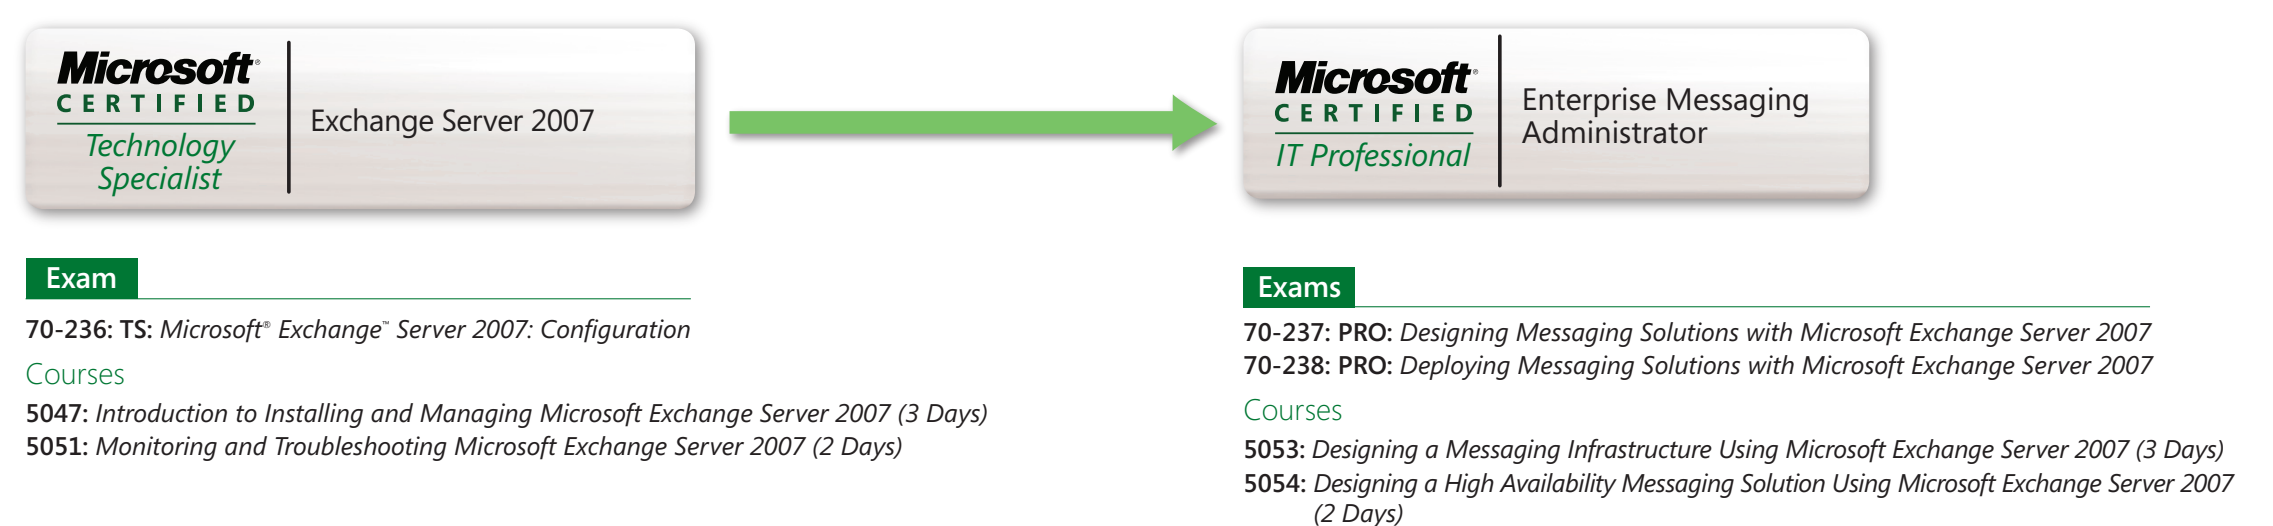 Microsoft®
CERTIFIED
Technology
Specialist
Exchange Server 2007
Exam
70-236: TS: Microsoft® Exchange™ Server 2007: Configuration
Courses
5047: Introduction to Installing and Managing Microsoft Exchange Server 2007 (3 Days)
5051: Monitoring and Troubleshooting Microsoft Exchange Server 2007 (2 Days)
Microsoft®
CERTIFIED
IT Professional
Enterprise Messaging
Administrator
Exams
70-237: PRO: Designing Messaging Solutions with Microsoft Exchange Server 2007
70-238: PRO: Deploying Messaging Solutions with Microsoft Exchange Server 2007
Courses
5053: Designing a Messaging Infrastructure Using Microsoft Exchange Server 2007 (3 Days)
5054: Designing a High Availability Messaging Solution Using Microsoft Exchange Server 2007
(2 Days)